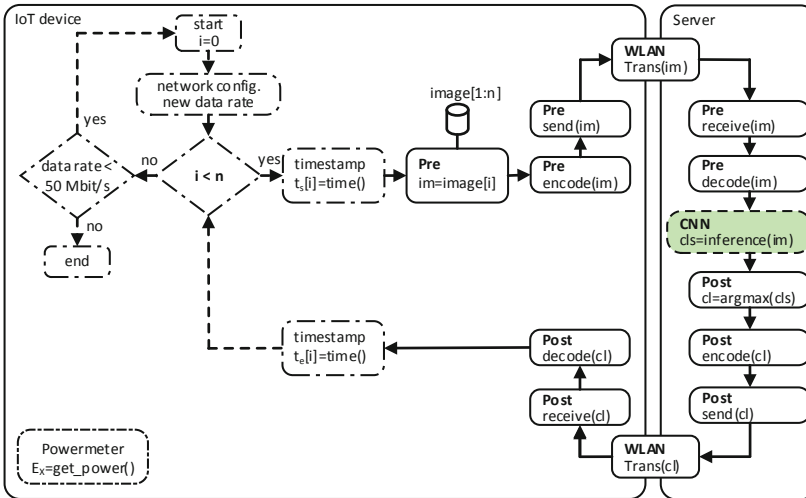 IoT device
Server
start
i=0
network config.
new data rate
yes
data rate <
50 Mbit/s
no
i < n
yes
no
end
timestamp
tₛ[i]=time()
image[1:n]
Pre
im=image[i]
Pre
send(im)
Pre
encode(im)
WLAN
Trans(im)
Pre
receive(im)
Pre
decode(im)
CNN
cls=inference(im)
Post
cl=argmax(cls)
Post
encode(cl)
Post
send(cl)
WLAN
Trans(cl)
Post
receive(cl)
Post
decode(cl)
timestamp
tₑ[i]=time()
Powermeter
Eₓ=get_power()